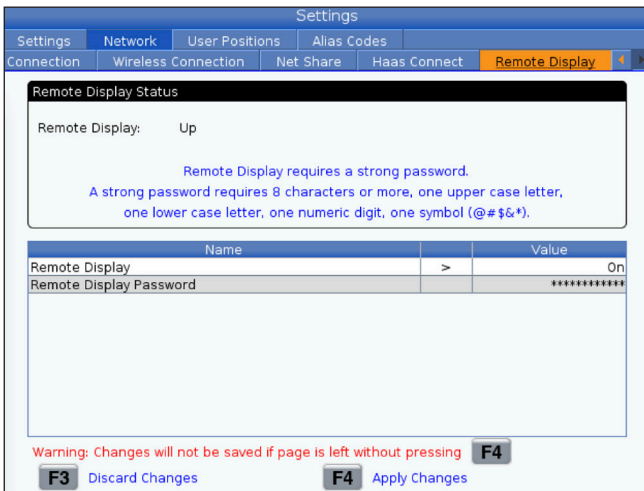 Settings
Settings Network User Positions Alias Codes
Connection Wireless Connection Net Share Haas Connect Remote Display
Remote Display Status
Remote Display: Up
Remote Display requires a strong password.
A strong password requires 8 characters or more, one upper case letter,
one lower case letter, one numeric digit, one symbol (@#$&*).
Name Value
Remote Display > On
Remote Display Password ************
Warning: Changes will not be saved if page is left without pressing F4
F3 Discard Changes F4 Apply Changes